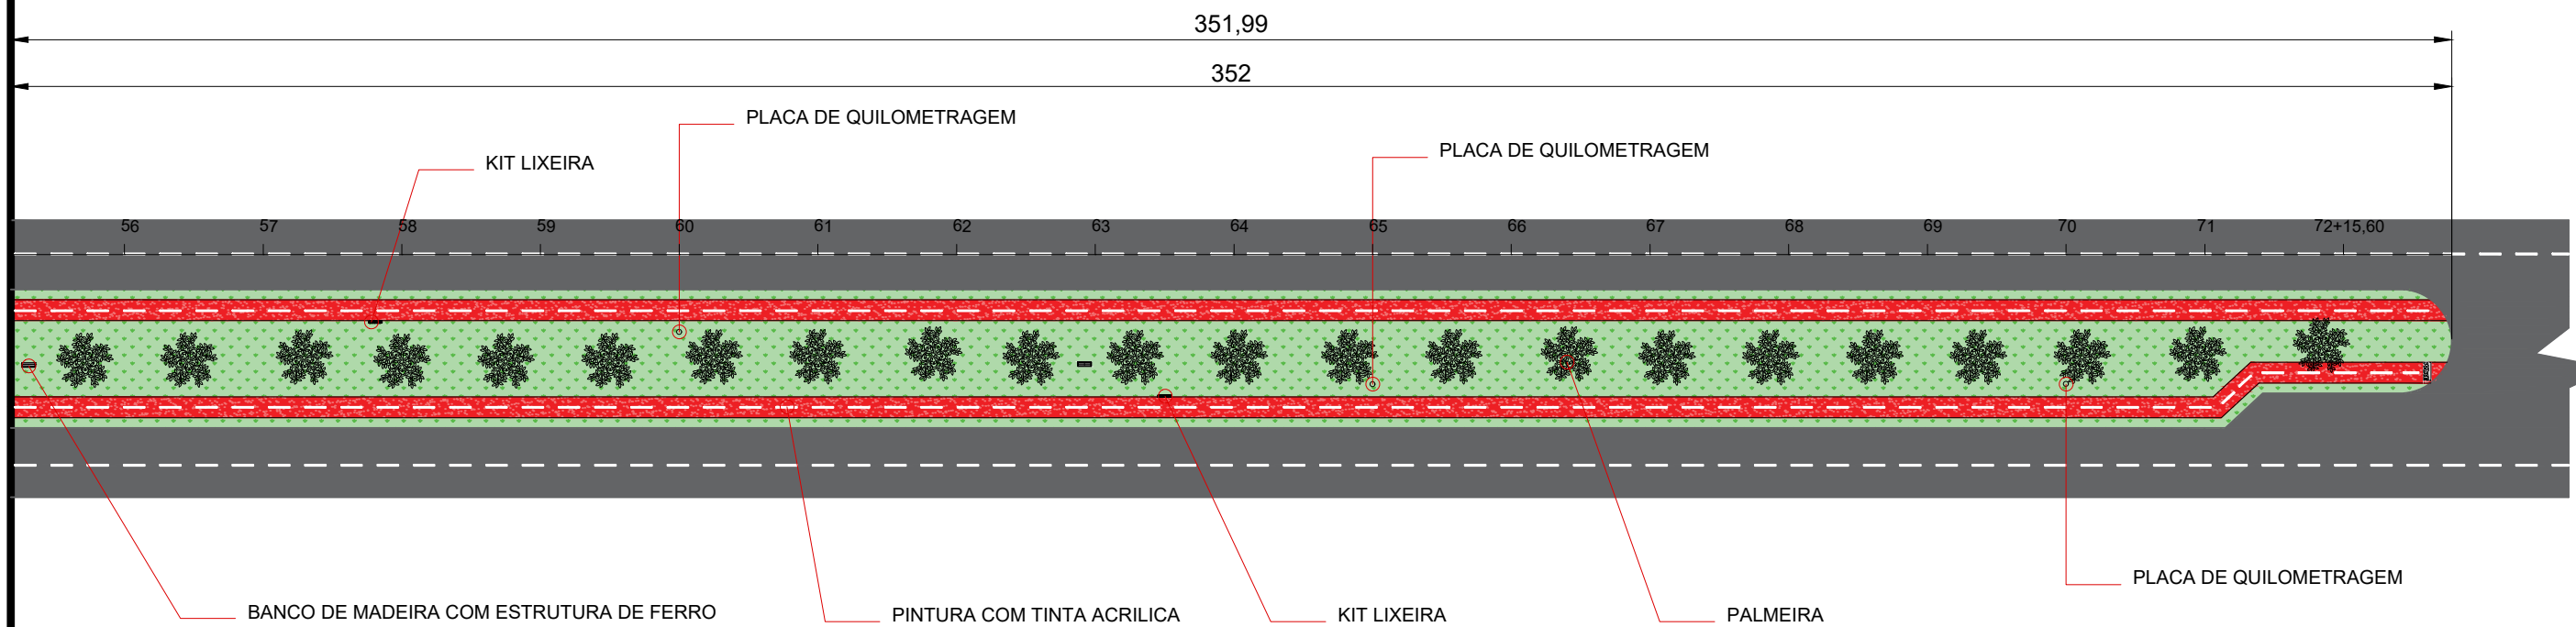 351,99
352
PLACA DE QUILOMETRAGEM
PLACA DE QUILOMETRAGEM
KIT LIXEIRA
56 57 58 59 60 61 62 63 64 65 66 67 68 69 70 71 72+15,60
PLACA DE QUILOMETRAGEM
BANCO DE MADEIRA COM ESTRUTURA DE FERRO
PINTURA COM TINTA ACRILICA
KIT LIXEIRA
PALMEIRA